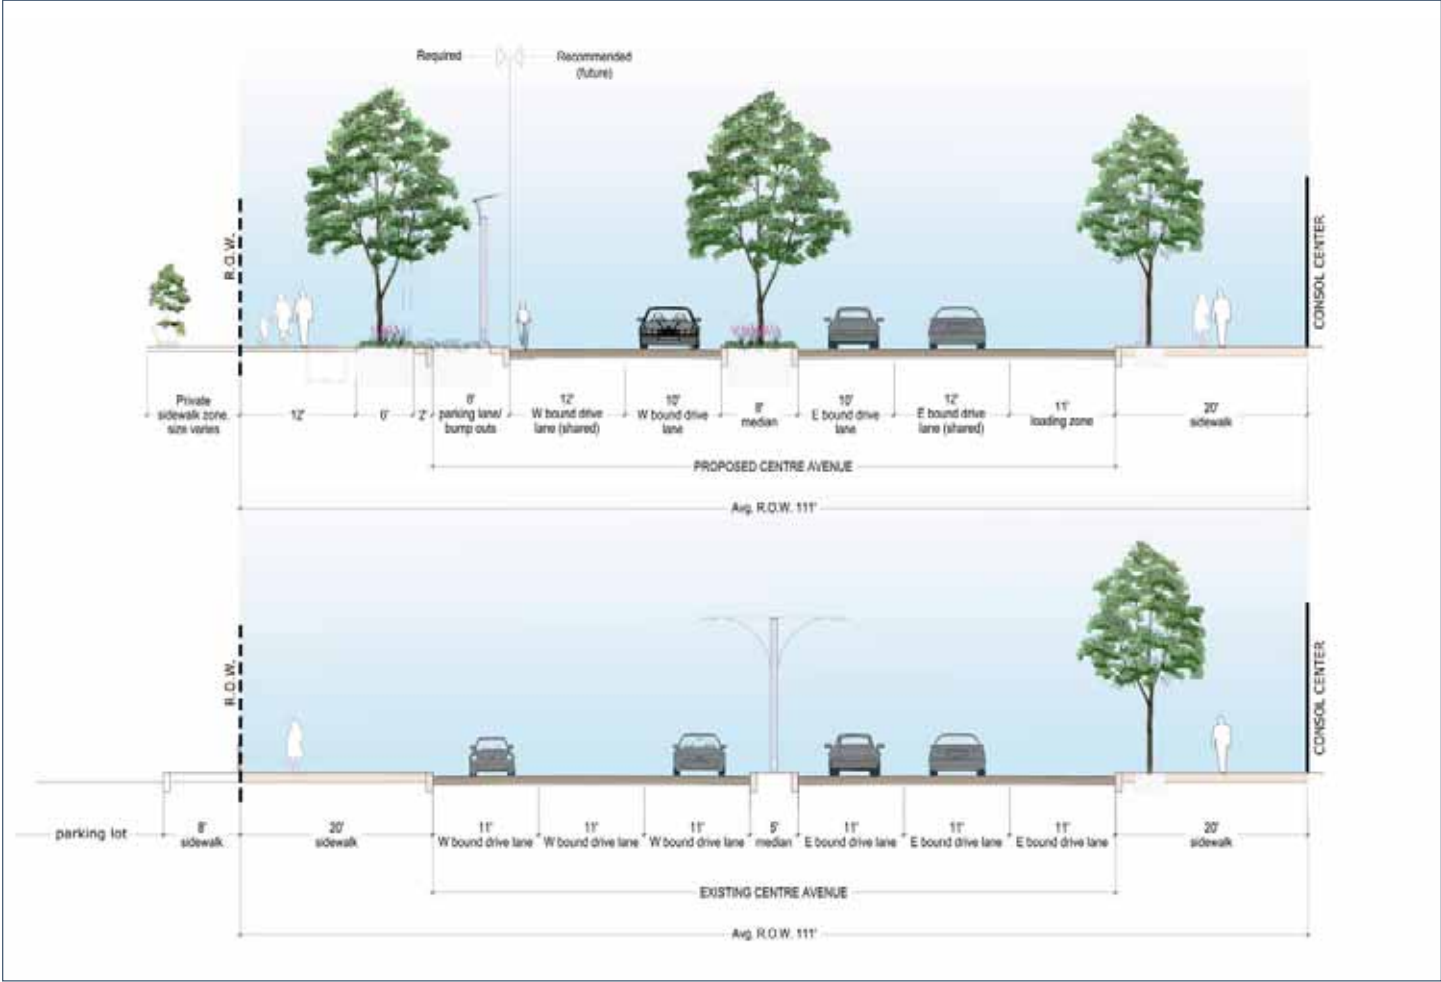 Required
Recommended
(future)
R.O.W.
CONSOL CENTER
Private
sidewalk zone.
size varies
12'
6'
2'
8'
parking lane/
bump outs
12'
W bound drive
lane (shared)
10'
W bound drive
lane
8'
median
10'
E bound drive
lane
12'
E bound drive
lane (shared)
11'
loading zone
20'
sidewalk
PROPOSED CENTRE AVENUE
Avg. R.O.W. 111'
R.O.W.
CONSOL CENTER
parking lot
8'
sidewalk
20'
sidewalk
11'
W bound drive lane
11'
W bound drive lane
11'
W bound drive lane
5'
median
11'
E bound drive lane
11'
E bound drive lane
11'
E bound drive lane
20'
sidewalk
EXISTING CENTRE AVENUE
Avg. R.O.W. 111'